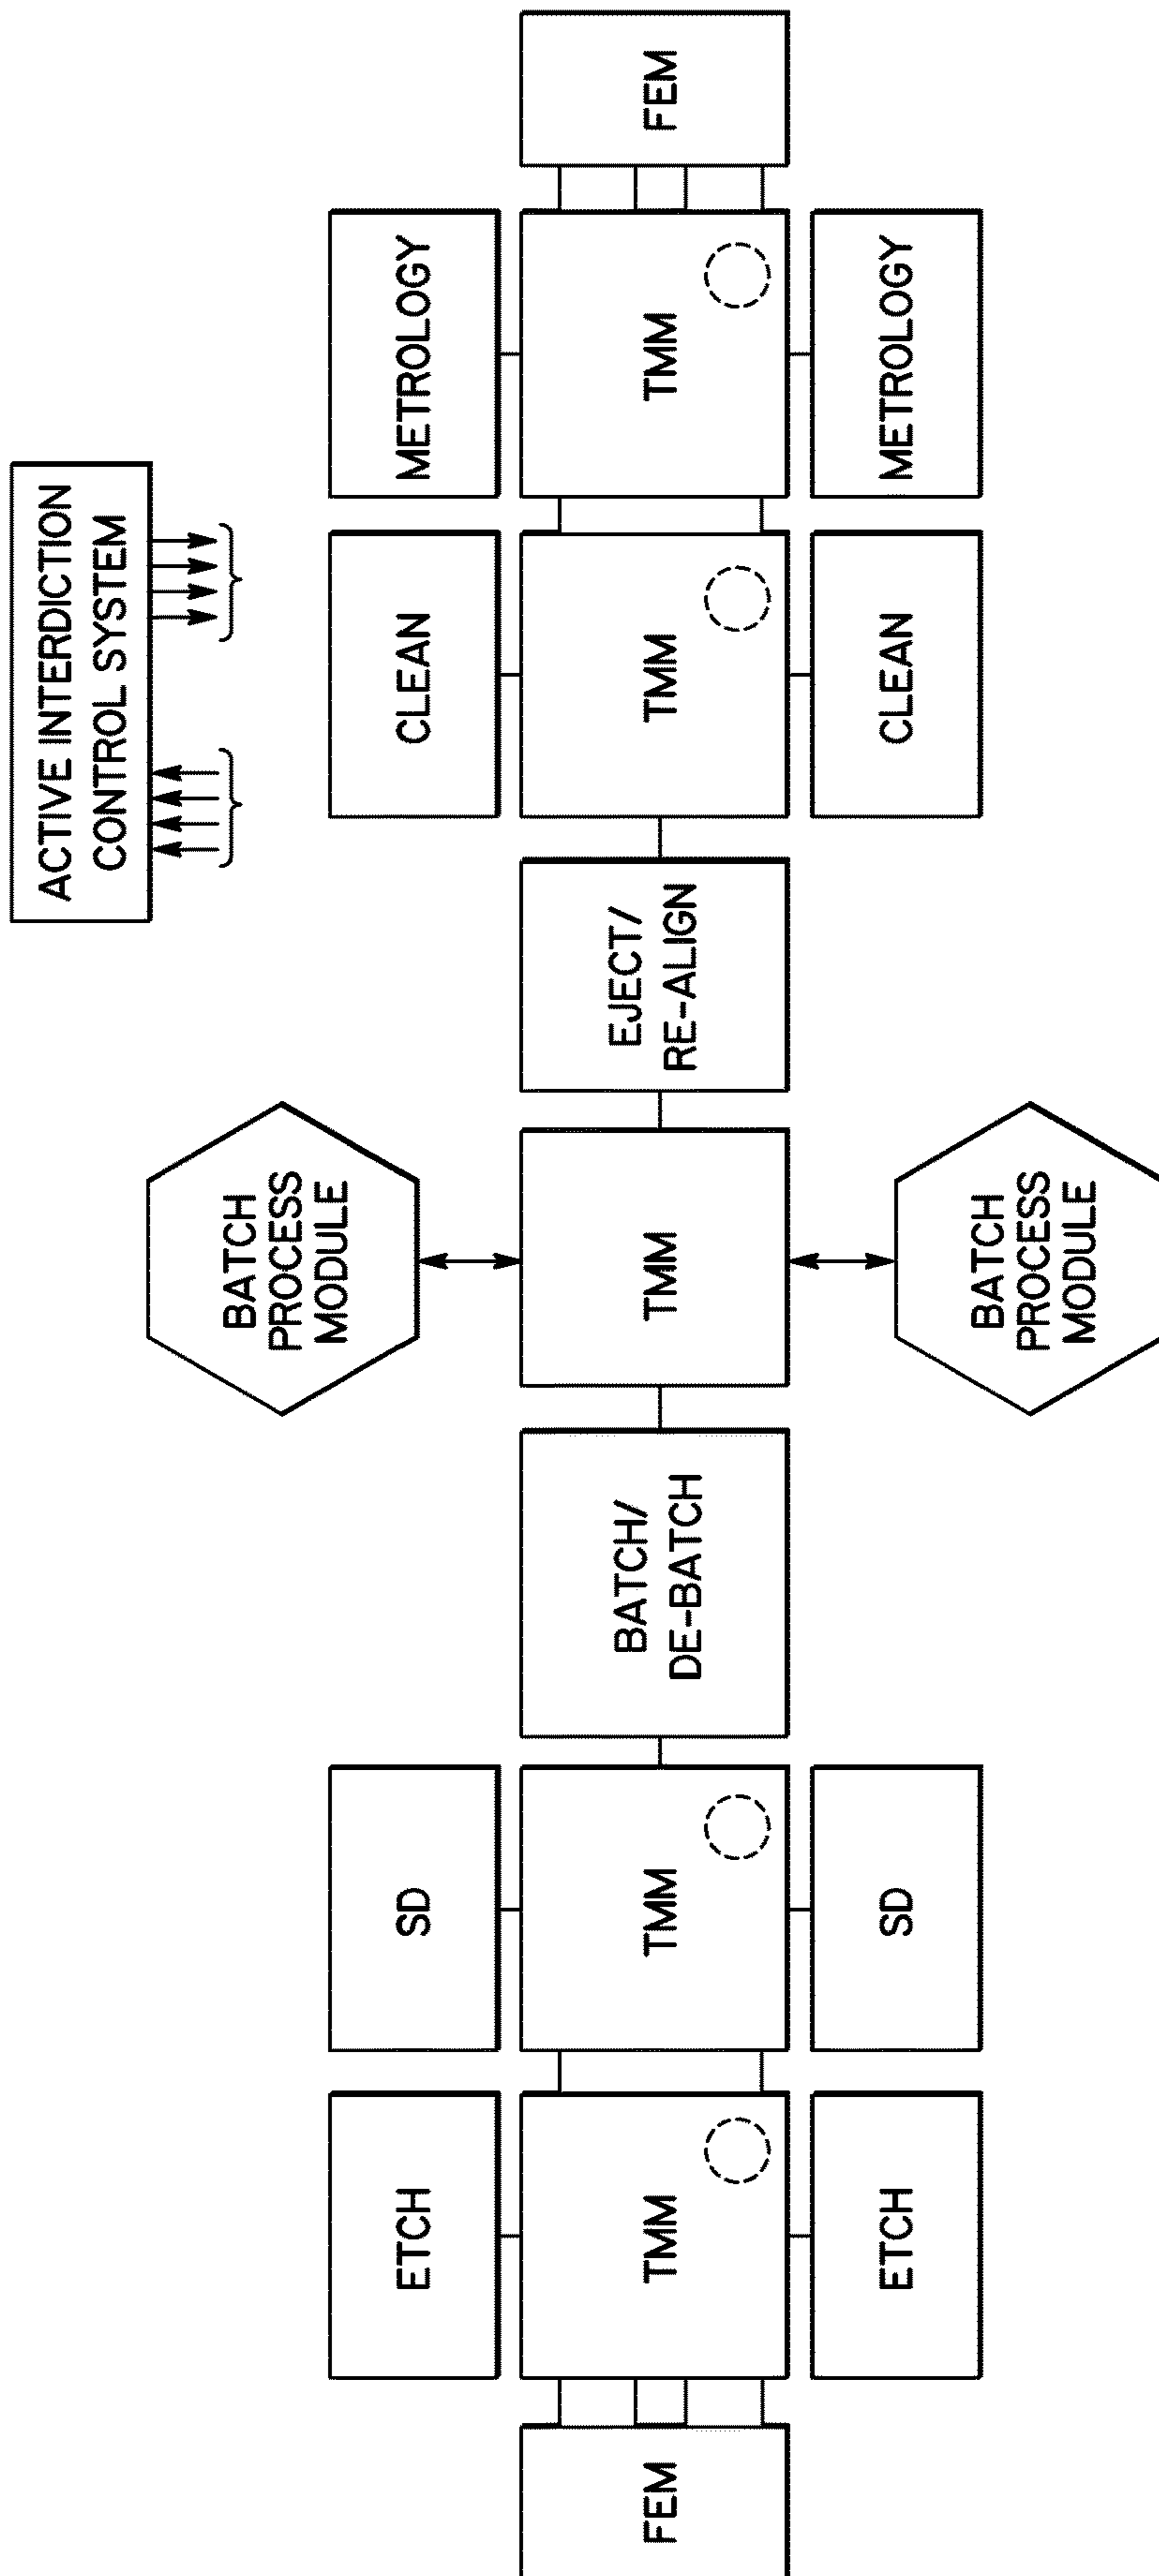 ACTIVE INTERDICTION
CONTROL SYSTEM
BATCH
PROCESS
MODULE
ETCH
SD
CLEAN
METROLOGY
FEM
TMM
TMM
BATCH/
DE-BATCH
TMM
EJECT/
RE-ALIGN
TMM
TMM
FEM
ETCH
SD
CLEAN
METROLOGY
BATCH
PROCESS
MODULE